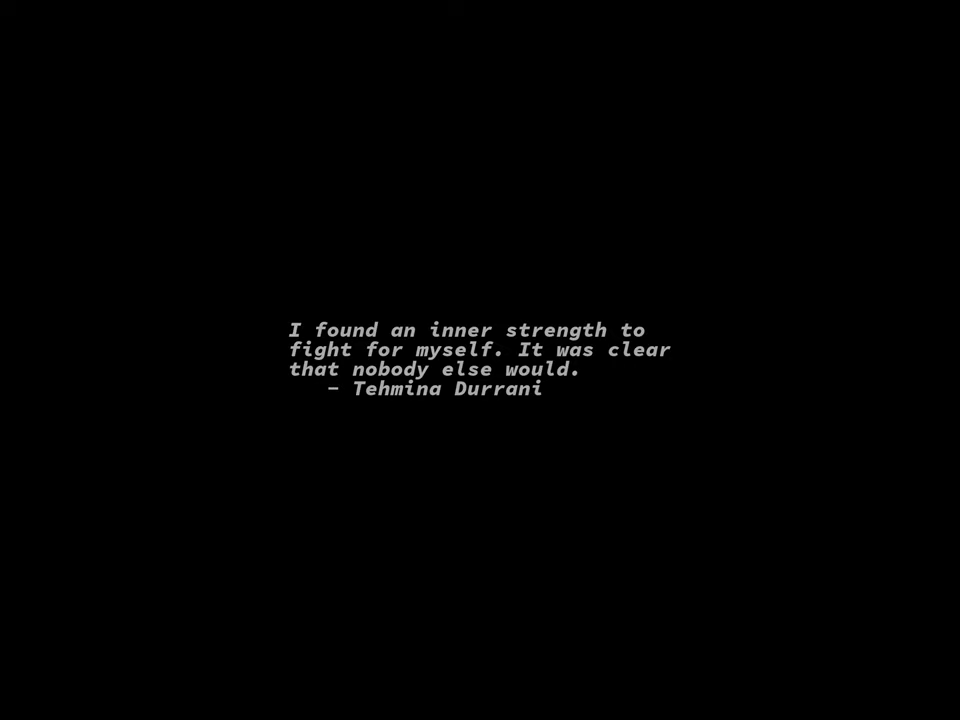 I found an inner strength to
fight for myself. It was clear
that nobody else would.
– Tehmina Durrani